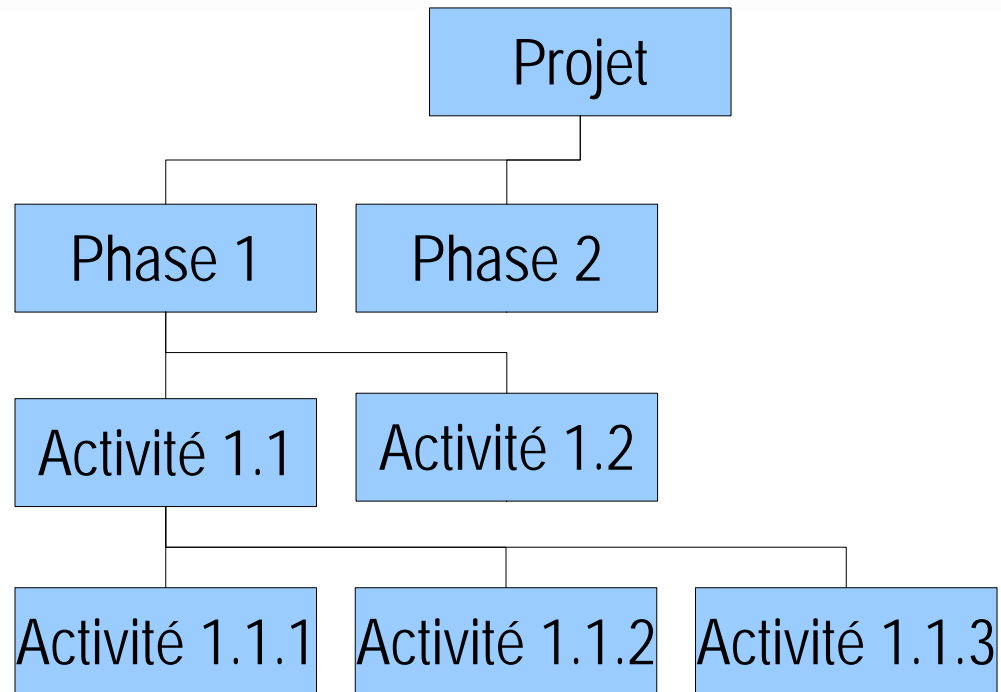 Projet
Phase 1
Phase 2
Activité 1.1
Activité 1.2
Activité 1.1.1
Activité 1.1.2
Activité 1.1.3